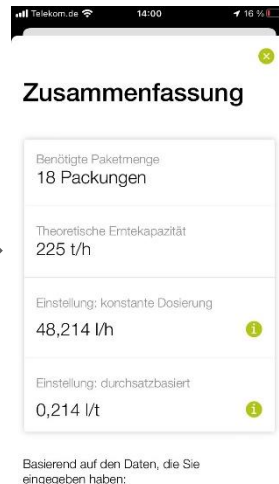 Telekom.de 14:00 16 %
Zusammenfassung
Benötigte Paketmenge
18 Packungen
Theoretische Erntekapazität
225 t/h
Einstellung: konstante Dosierung
48,214 l/h
Einstellung: durchsatzbasiert
0,214 l/t
Basierend auf den Daten, die Sie
eingegeben haben: